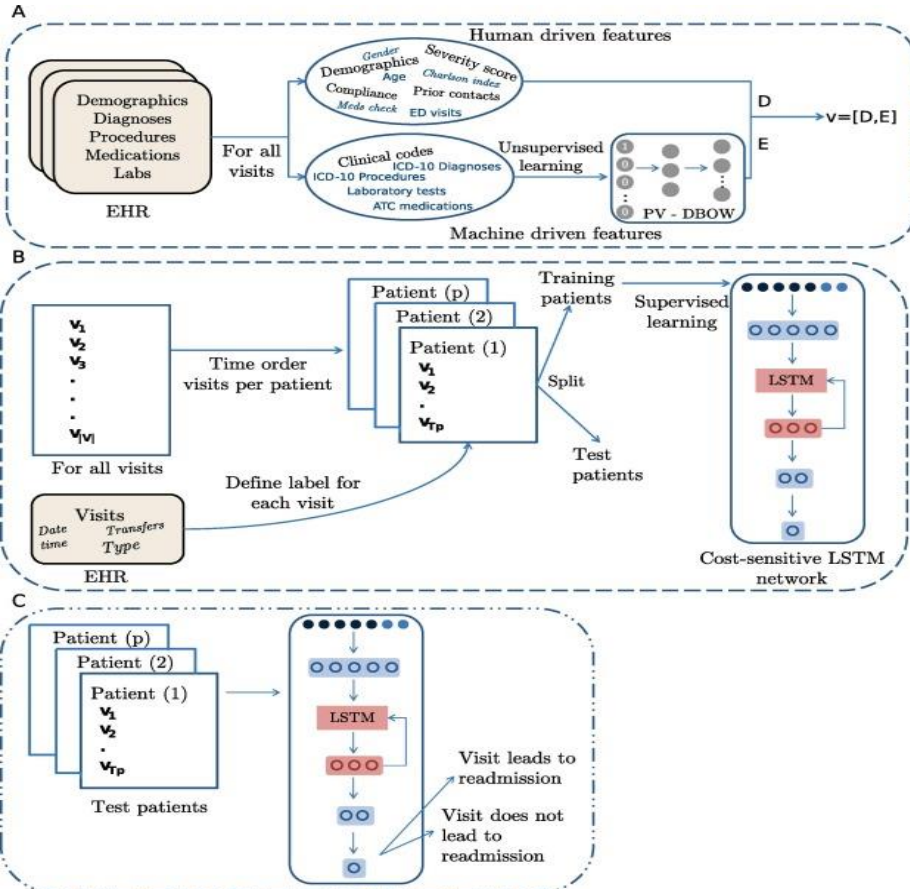 A
Human driven features
Gender
Demographics
Age
Severity score
Charlson index
Compliance
Prior contacts
Meds check
ED visits
Demographics
Diagnoses
Procedures
Medications
Labs
EHR
For all
visits
Clinical codes
ICD-10 Diagnoses
ICD-10 Procedures
Laboratory tests
ATC medications
Unsupervised
learning
1
0
0
0
PV - DBOW
D
E
v=[D,E]
Machine driven features
B
v1
v2
v3
.
.
.
v|v|
For all visits
Time order
visits per patient
Patient (p)
Patient (2)
Patient (1)
v1
v2
.
vTp
Split
Training
patients
Test
patients
Supervised
learning
LSTM
Cost-sensitive LSTM
network
Define label for
each visit
Visits
Date
time
Transfers
Type
EHR
C
Patient (p)
Patient (2)
Patient (1)
v1
v2
.
vTp
Test patients
LSTM
Visit leads to
readmission
Visit does not
lead to
readmission